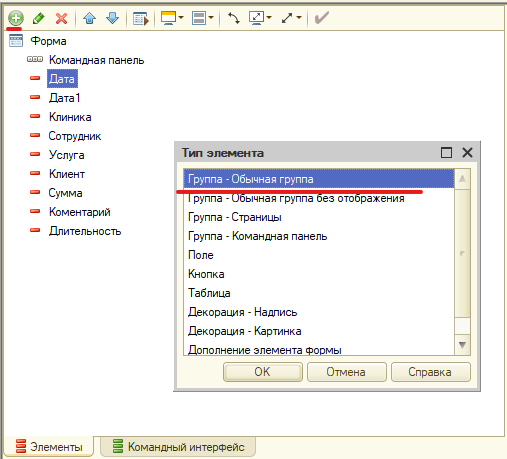 Форма
Командная панель
Дата
Дата1
Клиника
Сотрудник
Услуга
Клиент
Сумма
Коментарий
Длительность
Тип элемента
Группа - Обычная группа
Группа - Обычная группа без отображения
Группа - Страницы
Группа - Командная панель
Поле
Кнопка
Таблица
Декорация - Надпись
Декорация - Картинка
Дополнение элемента формы
ОК
Отмена
Справка
Элементы
Командный интерфейс